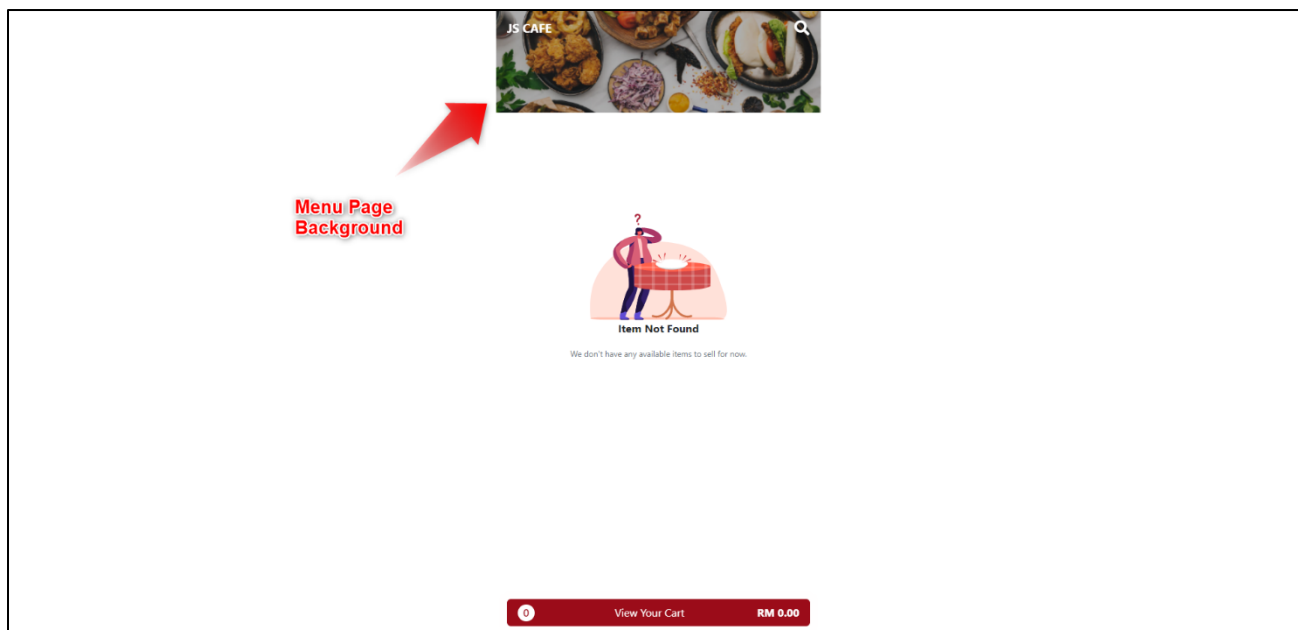 JS CAFE
Menu Page
Background
?
Item Not Found
We don't have any available items to sell for now.
0 View Your Cart RM 0.00